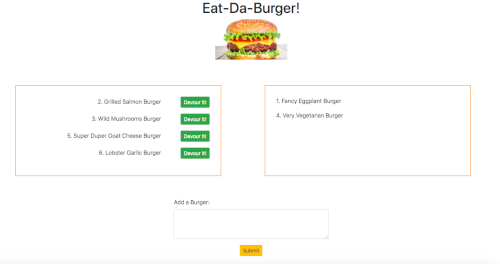 Eat-Da-Burger!
2. Grilled Salmon Burger Devour it!
3. Wild Mushrooms Burger Devour it!
5. Super Duper Goat Cheese Burger Devour it!
6. Lobster Garlic Burger Devour it!
1. Fancy Eggplant Burger
4. Very Vegetarian Burger
Add a Burger:
Submit